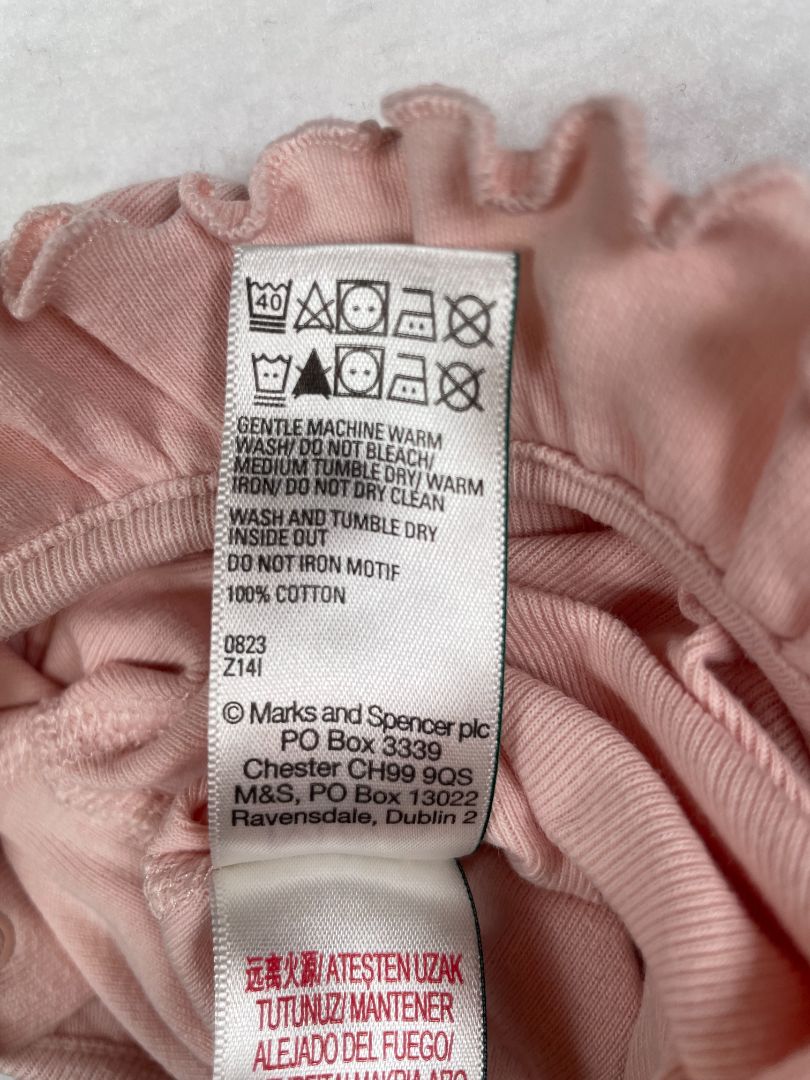 40
GENTLE MACHINE WARM
WASH/ DO NOT BLEACH/
MEDIUM TUMBLE DRY/ WARM
IRON/ DO NOT DRY CLEAN
WASH AND TUMBLE DRY
INSIDE OUT
DO NOT IRON MOTIF
100% COTTON
0823
Z14I
© Marks and Spencer plc
PO Box 3339
Chester CH99 9QS
M&S, PO Box 13022
Ravensdale, Dublin 2
远离火源/ ATESTEN UZAK
TUTUNUZ/ MANTENER
ALEJADO DEL FUEGO/